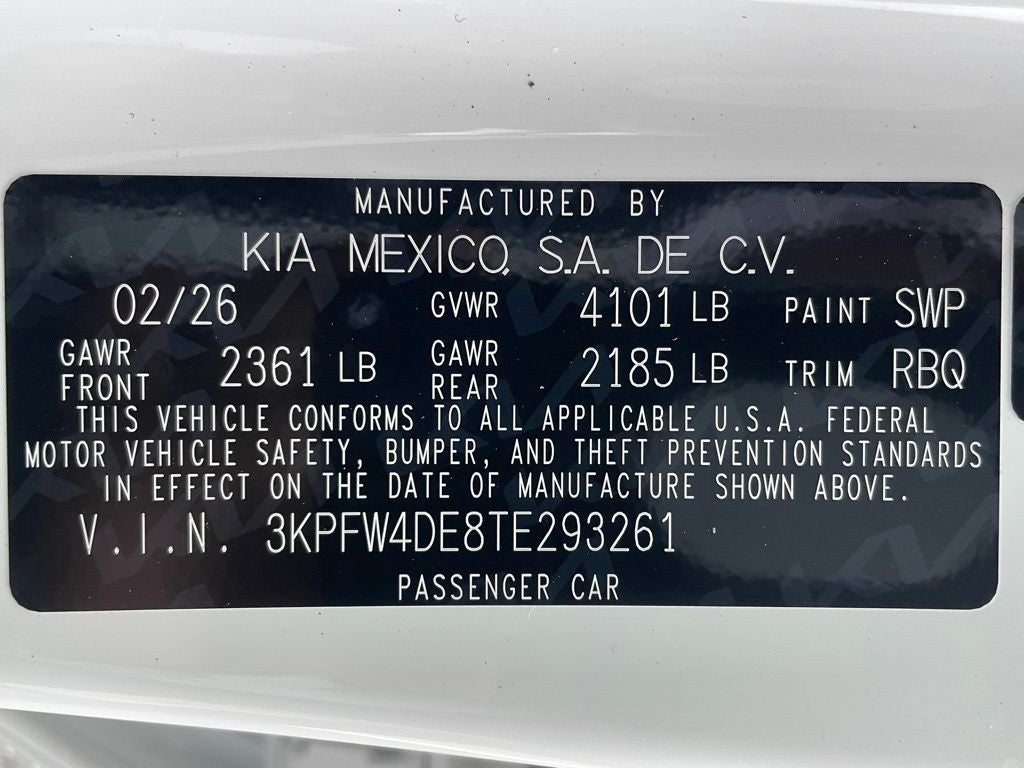 MANUFACTURED BY
KIA MEXICO, S.A. DE C.V.
02/26 GVWR 4101 LB PAINT SWP
GAWR FRONT 2361 LB GAWR REAR 2185 LB TRIM RBQ
THIS VEHICLE CONFORMS TO ALL APPLICABLE U.S.A. FEDERAL
MOTOR VEHICLE SAFETY, BUMPER, AND THEFT PREVENTION STANDARDS
IN EFFECT ON THE DATE OF MANUFACTURE SHOWN ABOVE.
V.I.N. 3KPFW4DE8TE293261
PASSENGER CAR